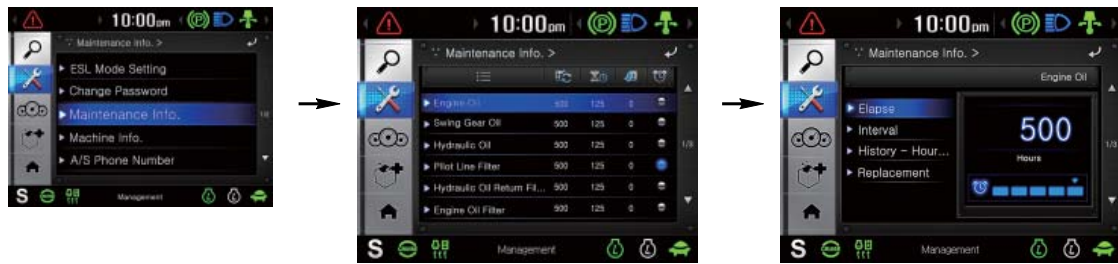 10:00pm (P)
Maintenance Info. >
ESL Mode Setting
Change Password
Maintenance Info.
Machine Info.
A/S Phone Number
S Management
10:00pm (P)
Maintenance Info. >
Engine Oil 500 125 0
Swing Gear Oil 500 125 0
Hydraulic Oil 500 125 0
1/3
Pilot Line Filter 500 125 0
Hydraulic Oil Return Fil... 500 125 0
Engine Oil Filter 500 125 0
S Management
10:00pm (P)
Maintenance Info. >
Engine Oil
Elapse
Interval
History - Hour...
Replacement
500
Hours
1/3
S Management